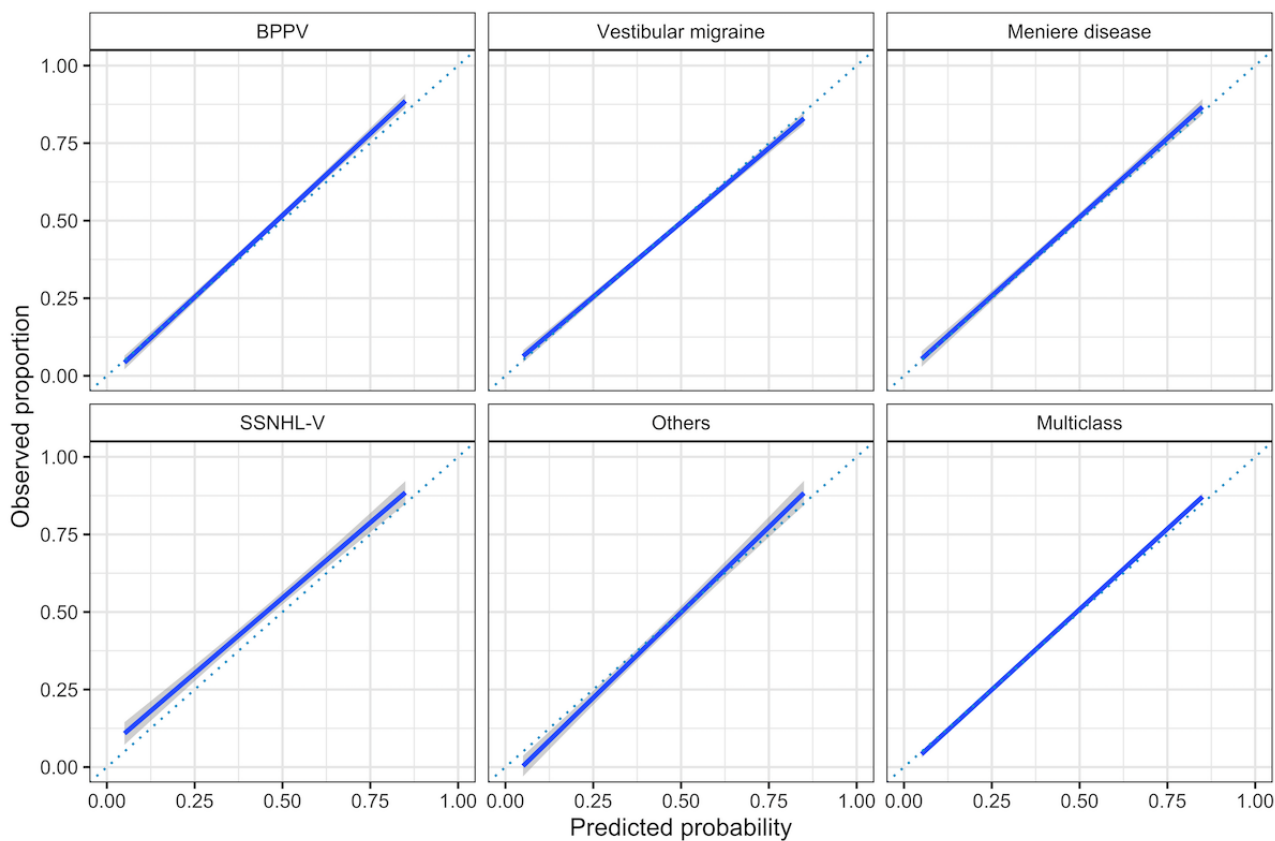 BPPV Vestibular migraine Meniere disease
1.00
0.75
0.50
0.25
0.00
SSNHL-V Others Multiclass
1.00
0.75
0.50
0.25
0.00
Observed proportion
0.00 0.25 0.50 0.75 1.00 0.00 0.25 0.50 0.75 1.00 0.00 0.25 0.50 0.75 1.00
Predicted probability